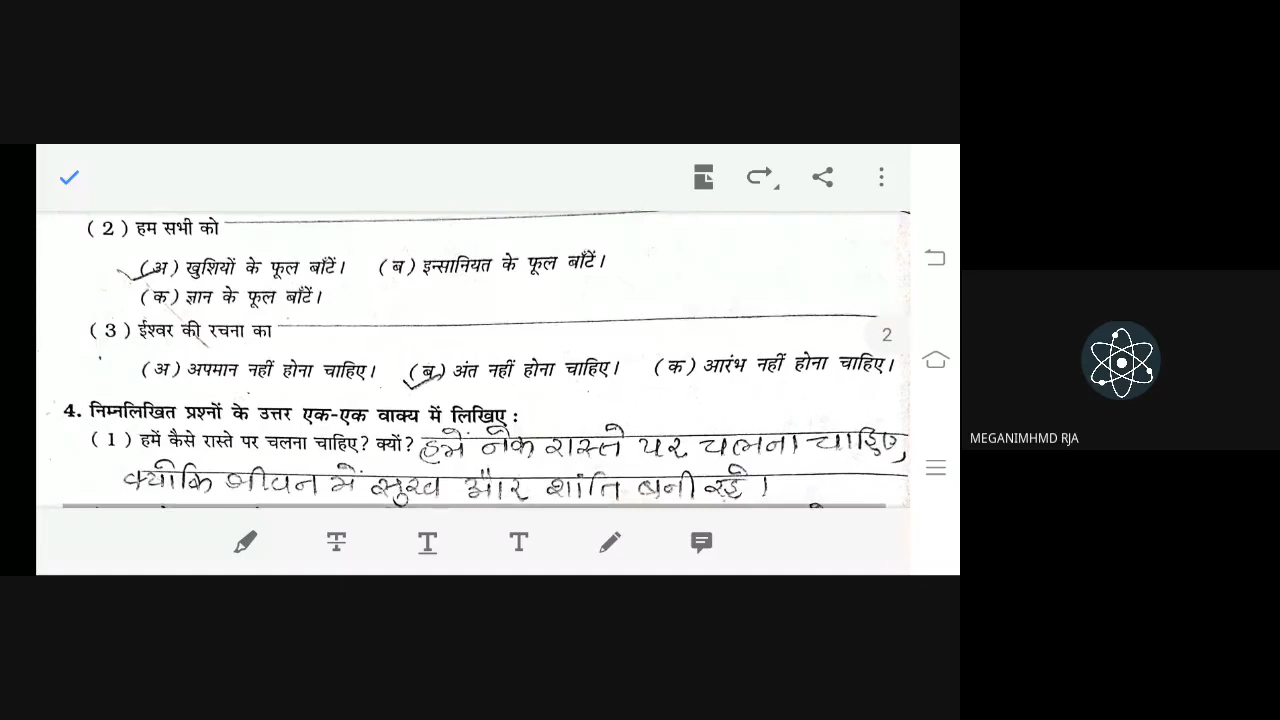 ( 2 ) हम सभी को
( अ ) खुशियों के फूल बाँटें। ( ब ) इन्सानियत के फूल बाँटें।
( क ) ज्ञान के फूल बाँटें।
( 3 ) ईश्वर की रचना का
2
( अ ) अपमान नहीं होना चाहिए। ( ब ) अंत नहीं होना चाहिए। ( क ) आरंभ नहीं होना चाहिए।
4. निम्नलिखित प्रश्नों के उत्तर एक-एक वाक्य में लिखिए :
( 1 ) हमें कैसे रास्ते पर चलना चाहिए? क्यों? हमें नेक रास्ते पर चलना चाहिए,
क्योकि जीवन में सुख और शांति बनी रहे।
T T T
MEGANIMHMD RJA